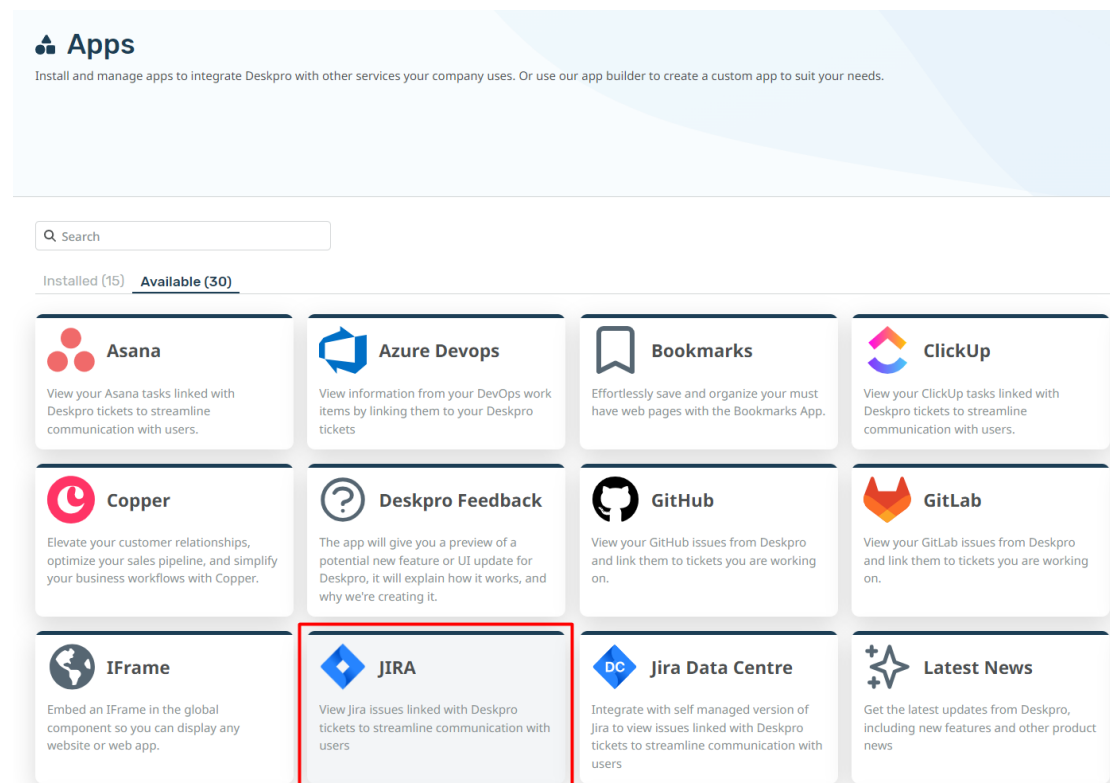 Apps
Install and manage apps to integrate Deskpro with other services your company uses. Or use our app builder to create a custom app to suit your needs.
Search
Installed (15) Available (30)
Asana
View your Asana tasks linked with
Deskpro tickets to streamline
communication with users.
Azure Devops
View information from your DevOps work
items by linking them to your Deskpro
tickets
Bookmarks
Effortlessly save and organize your must
have web pages with the Bookmarks App.
ClickUp
View your ClickUp tasks linked with
Deskpro tickets to streamline
communication with users.
Copper
Elevate your customer relationships,
optimize your sales pipeline, and simplify
your business workflows with Copper.
Deskpro Feedback
The app will give you a preview of a
potential new feature or UI update for
Deskpro, it will explain how it works, and
why we're creating it.
GitHub
View your GitHub issues from Deskpro
and link them to tickets you are working
on.
GitLab
View your GitLab issues from Deskpro
and link them to tickets you are working
on.
IFrame
Embed an IFrame in the global
component so you can display any
website or web app.
JIRA
View Jira issues linked with Deskpro
tickets to streamline communication with
users
DC
Jira Data Centre
Integrate with self managed version of
Jira to view issues linked with Deskpro
tickets to streamline communication with
users
Latest News
Get the latest updates from Deskpro,
including new features and other product
news